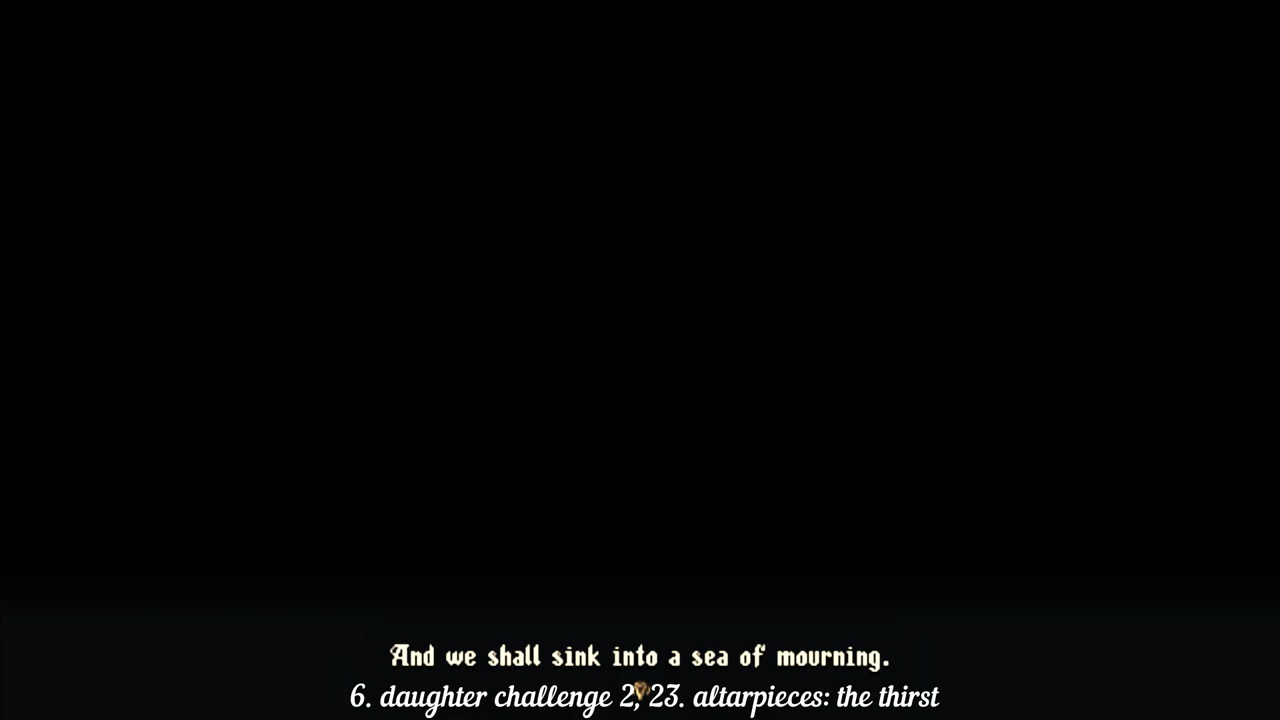 And we shall sink into a sea of mourning.
6. daughter challenge 2, 23. altarpieces: the thirst